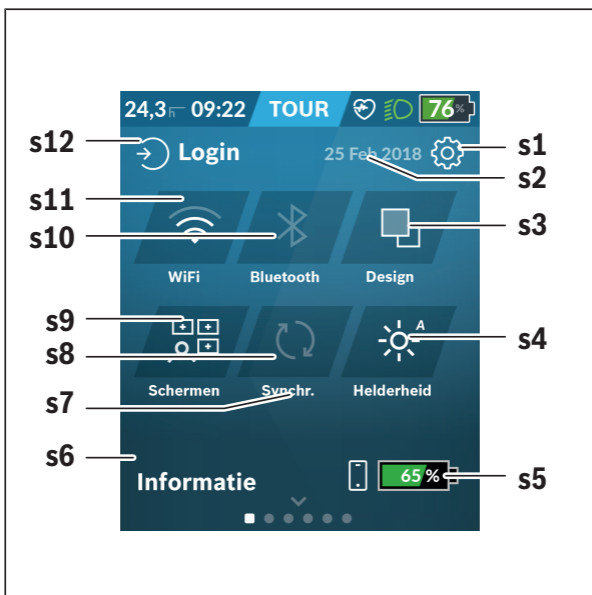 24,3 h 09:22 TOUR 76%
s12 Login 25 Feb 2018 s1
s2
s11
s10
s3
WiFi Bluetooth Design
s9
s8
s4
s7
Schermen Synchr. Helderheid
A
s6
Informatie 65% s5